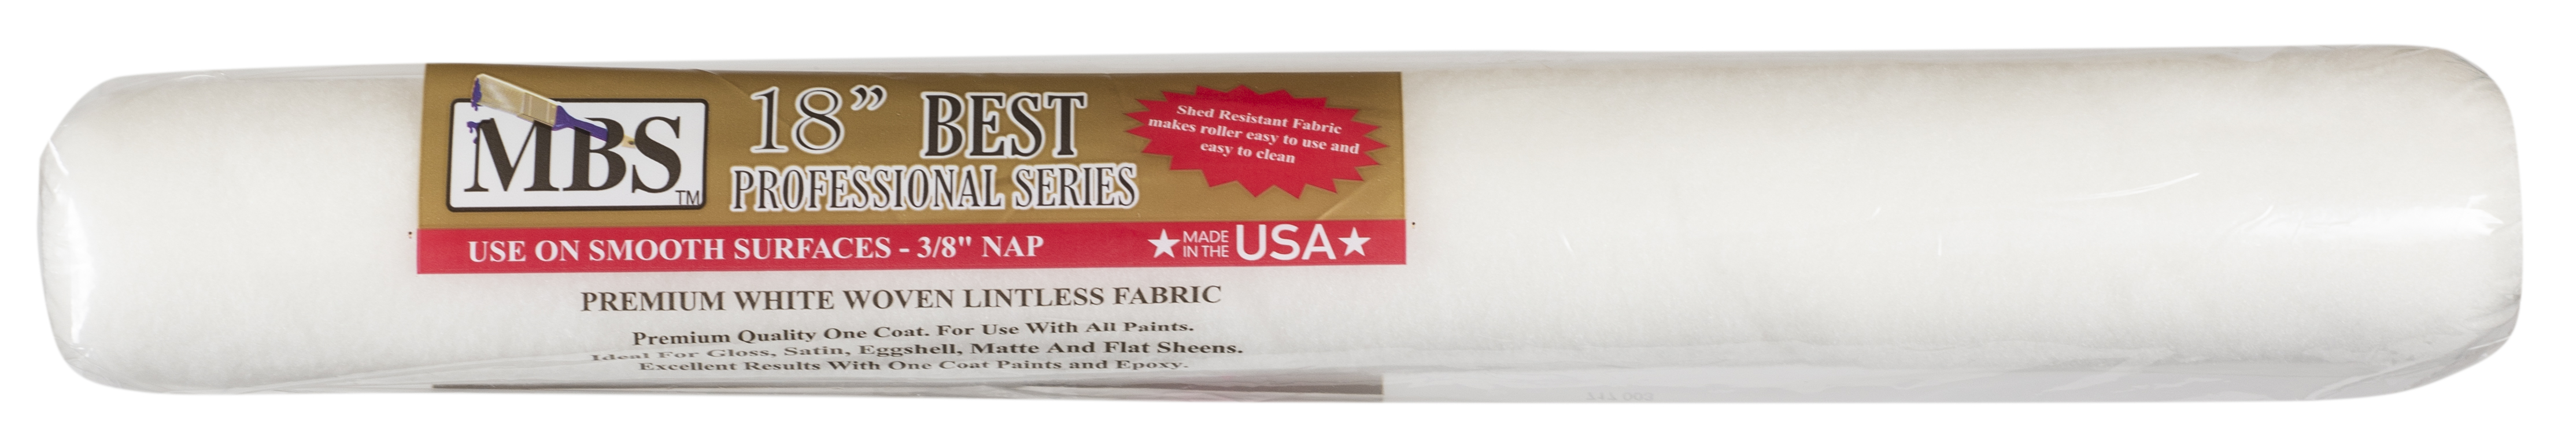 MBS
TM
18” BEST
PROFESSIONAL SERIES
Shed Resistant Fabric
makes roller easy to use and
easy to clean
USE ON SMOOTH SURFACES - 3/8" NAP
★ MADE IN THE USA ★
PREMIUM WHITE WOVEN LINTLESS FABRIC
Premium Quality One Coat. For Use With All Paints.
Ideal For Gloss, Satin, Eggshell, Matte And Flat Sheens.
Excellent Results With One Coat Paints and Epoxy.